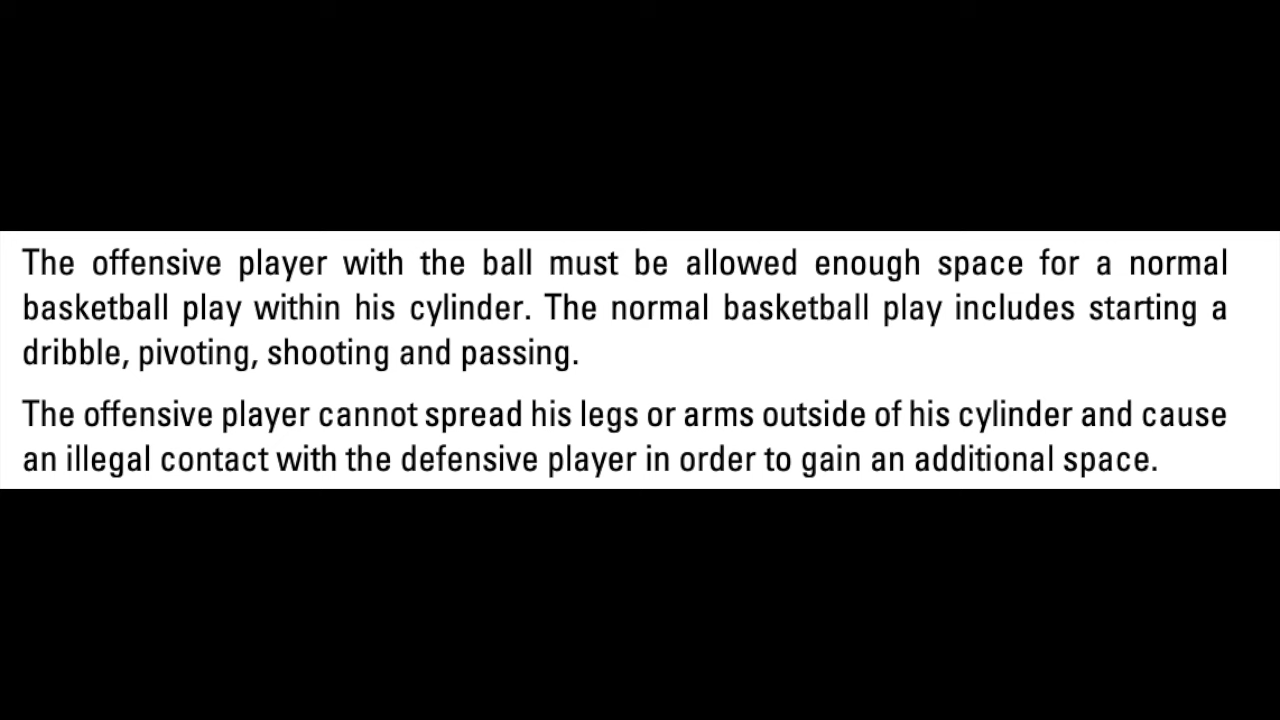 The offensive player with the ball must be allowed enough space for a normal
basketball play within his cylinder. The normal basketball play includes starting a
dribble, pivoting, shooting and passing.
The offensive player cannot spread his legs or arms outside of his cylinder and cause
an illegal contact with the defensive player in order to gain an additional space.